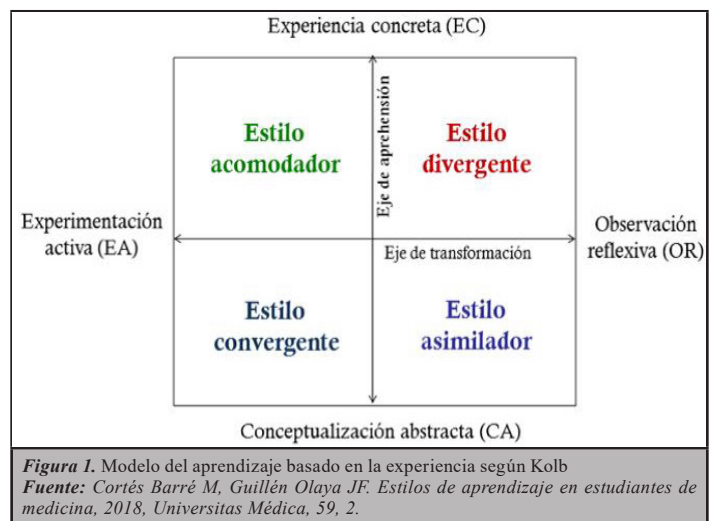 Experiencia concreta (EC)
Eje de aprehensión
Estilo
acomodador
Estilo
divergente
Experimentación
activa (EA)
Observación
reflexiva (OR)
Eje de transformación
Estilo
convergente
Estilo
asimilador
Conceptualización abstracta (CA)
Figura 1. Modelo del aprendizaje basado en la experiencia según Kolb
Fuente: Cortés Barré M, Guillén Olaya JF. Estilos de aprendizaje en estudiantes de
medicina, 2018, Universitas Médica, 59, 2.